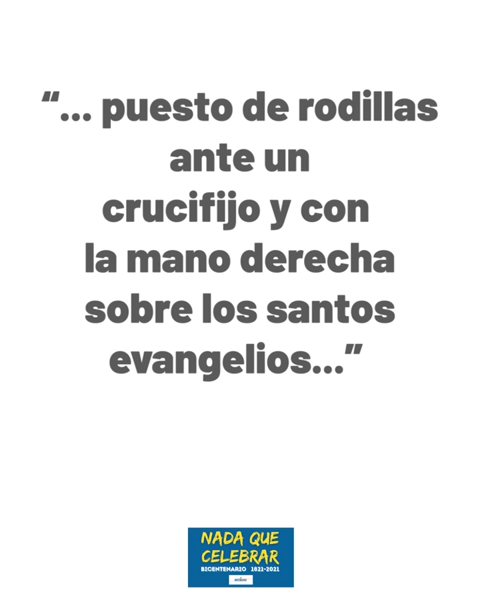 “... puesto de rodillas
ante un
crucifijo y con
la mano derecha
sobre los santos
evangelios...”
NADA QUE
CELEBRAR
BICENTENARIO 1821-2021